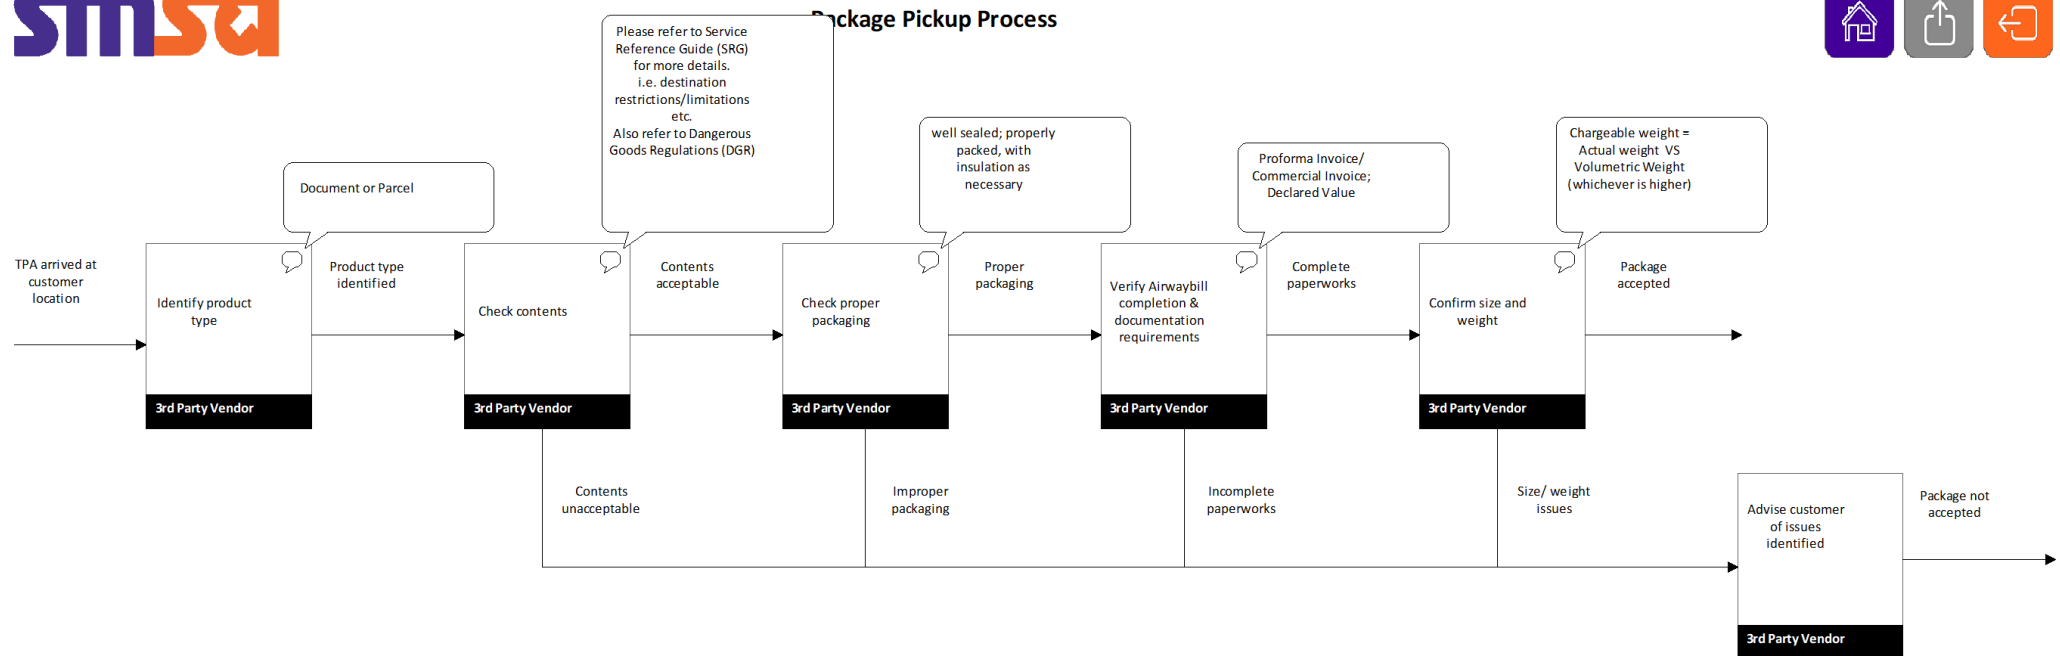 smsa
Package Pickup Process
Please refer to Service
Reference Guide (SRG)
for more details.
i.e. destination
restrictions/limitations
etc.
Also refer to Dangerous
Goods Regulations (DGR)
well sealed; properly
packed, with
insulation as
necessary
Proforma Invoice/
Commercial Invoice;
Declared Value
Chargeable weight =
Actual weight VS
Volumetric Weight
(whichever is higher)
Document or Parcel
TPA arrived at
customer
location
Identify product
type
3rd Party Vendor
Product type
identified
Check contents
3rd Party Vendor
Contents
acceptable
Check proper
packaging
3rd Party Vendor
Proper
packaging
Verify Airwaybill
completion &
documentation
requirements
3rd Party Vendor
Complete
paperworks
Confirm size and
weight
3rd Party Vendor
Package
accepted
Contents
unacceptable
Improper
packaging
Incomplete
paperworks
Size/ weight
issues
Advise customer
of issues
identified
3rd Party Vendor
Package not
accepted